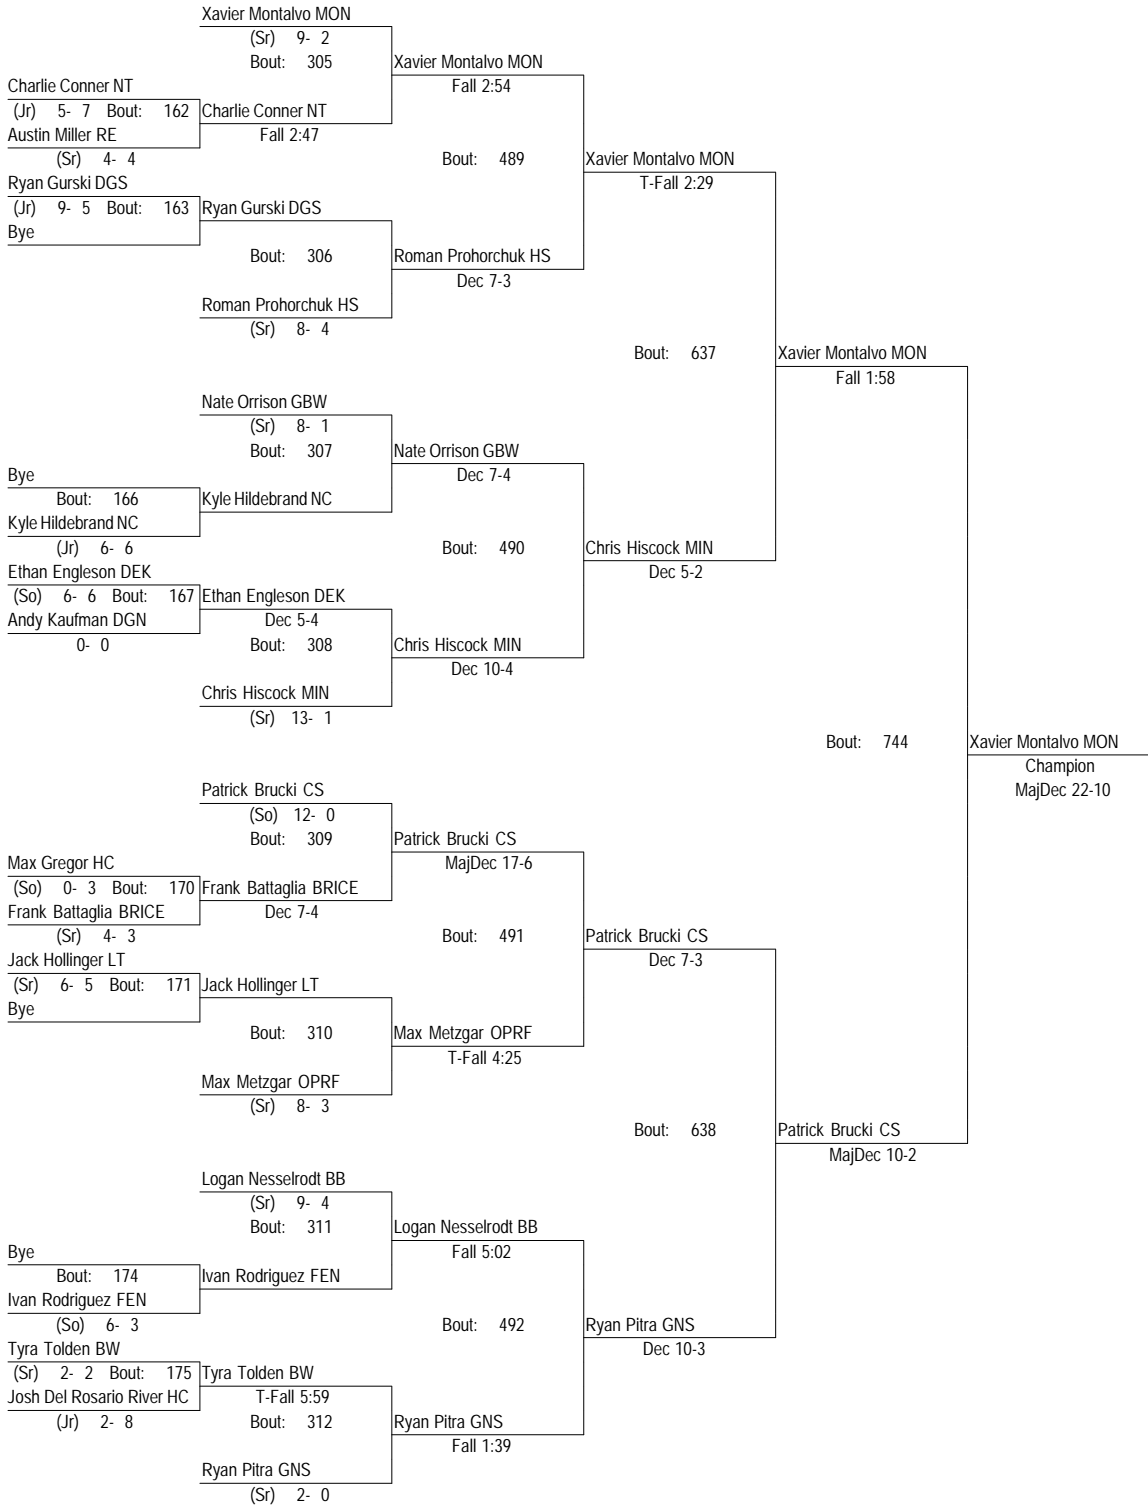 Xavier Montalvo MON
(Sr) 9- 2
Bout: 305
Xavier Montalvo MON
Fall 2:54
Charlie Conner NT
(Jr) 5- 7 Bout: 162
Charlie Conner NT
Austin Miller RE
Fall 2:47
(Sr) 4- 4
Bout: 489
Xavier Montalvo MON
T-Fall 2:29
Ryan Gurski DGS
(Jr) 9- 5 Bout: 163
Ryan Gurski DGS
Bye
Bout: 306
Roman Prohorchuk HS
Dec 7-3
Roman Prohorchuk HS
(Sr) 8- 4
Bout: 637
Xavier Montalvo MON
Fall 1:58
Nate Orrison GBW
(Sr) 8- 1
Bout: 307
Nate Orrison GBW
Dec 7-4
Bye
Bout: 166
Kyle Hildebrand NC
Kyle Hildebrand NC
(Jr) 6- 6
Bout: 490
Chris Hiscock MIN
Dec 5-2
Ethan Engleson DEK
(So) 6- 6 Bout: 167
Ethan Engleson DEK
Andy Kaufman DGN
Dec 5-4
0- 0
Bout: 308
Chris Hiscock MIN
Dec 10-4
Chris Hiscock MIN
(Sr) 13- 1
Bout: 744
Xavier Montalvo MON
Champion
MajDec 22-10
Patrick Brucki CS
(So) 12- 0
Bout: 309
Patrick Brucki CS
MajDec 17-6
Max Gregor HC
(So) 0- 3 Bout: 170
Frank Battaglia BRICE
Frank Battaglia BRICE
Dec 7-4
(Sr) 4- 3
Bout: 491
Patrick Brucki CS
Dec 7-3
Jack Hollinger LT
(Sr) 6- 5 Bout: 171
Jack Hollinger LT
Bye
Bout: 310
Max Metzgar OPRF
T-Fall 4:25
Max Metzgar OPRF
(Sr) 8- 3
Bout: 638
Patrick Brucki CS
MajDec 10-2
Logan Nesselrodt BB
(Sr) 9- 4
Bout: 311
Logan Nesselrodt BB
Fall 5:02
Bye
Bout: 174
Ivan Rodriguez FEN
Ivan Rodriguez FEN
(So) 6- 3
Bout: 492
Ryan Pitra GNS
Dec 10-3
Tyra Tolden BW
(Sr) 2- 2 Bout: 175
Tyra Tolden BW
Josh Del Rosario River HC
T-Fall 5:59
(Jr) 2- 8
Bout: 312
Ryan Pitra GNS
Fall 1:39
Ryan Pitra GNS
(Sr) 2- 0